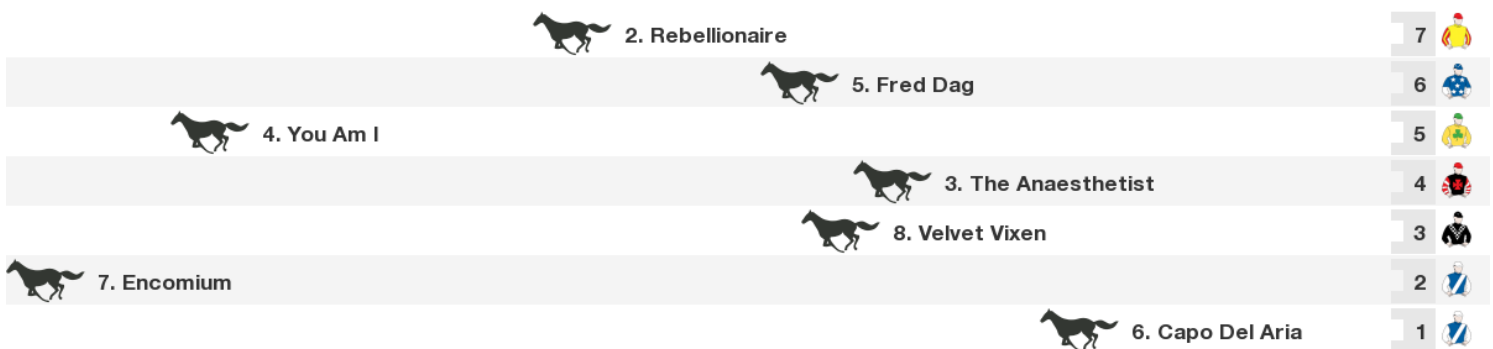 2. Rebellionaire 7
5. Fred Dag 6
4. You Am I 5
3. The Anaesthetist 4
8. Velvet Vixen 3
7. Encomium 2
6. Capo Del Aria 1